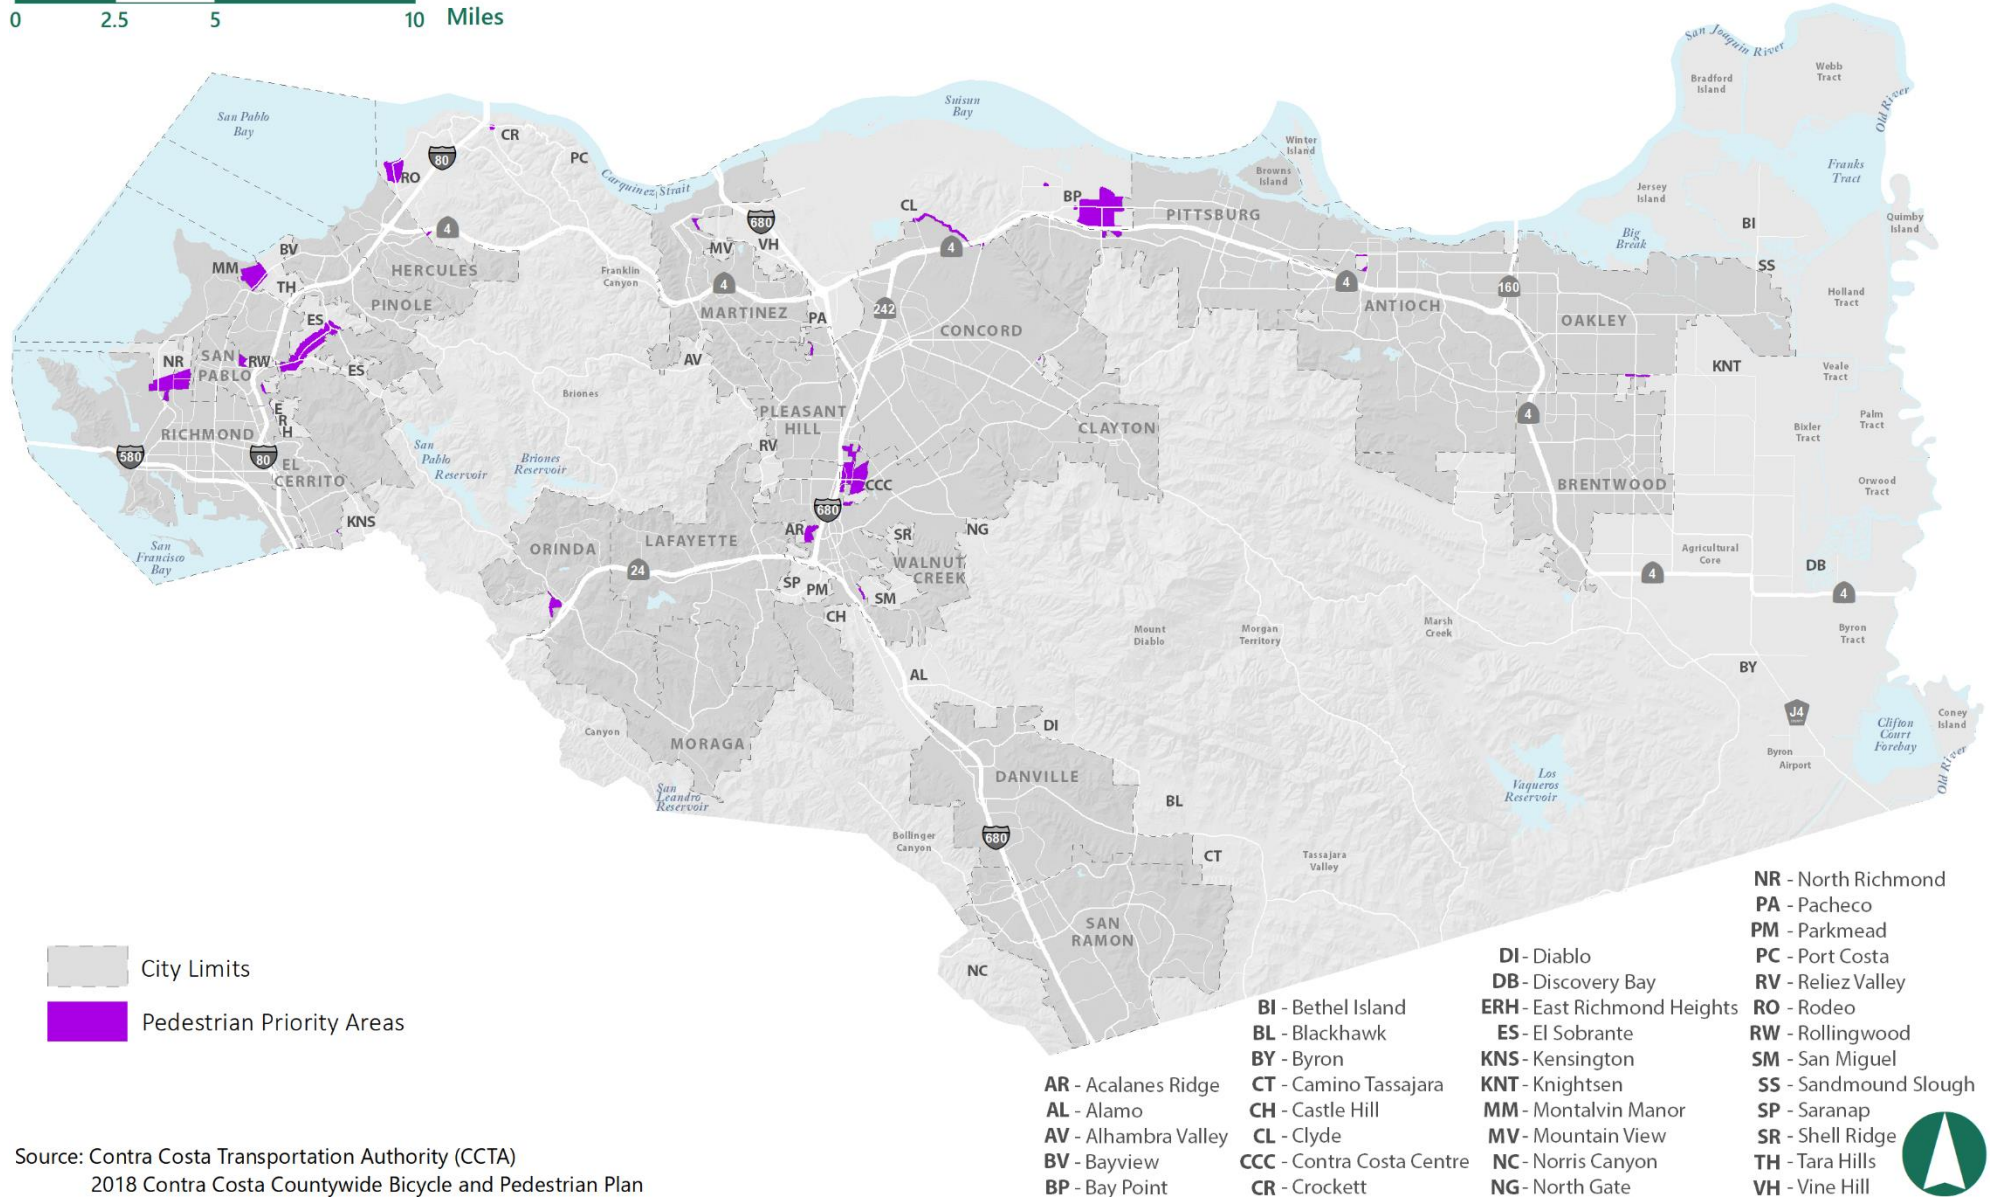 0 2.5 5 10 Miles
San Joaquin River
Webb
Tract
Bradford
Island
Old River
San Pablo
Bay
Suisun
Bay
CR
80
PC
Winter
Island
Franks
Tract
RO
Carquinez Strait
Browns
Island
Jersey
Island
BP
CL
PITTSBURG
680
4
BI
Quimby
Island
Big
Break
BV
MV
VH
4
MM
HERCULES
Franklin
Canyon
SS
TH
4
4
160
Holland
Tract
PINOLE
MARTINEZ
242
ANTIOCH
ES
PA
CONCORD
OAKLEY
NR
SAN
PABLO
RW
ES
AV
KNT
Veale
Tract
Briones
E
R
H
PLEASANT
HILL
CLAYTON
4
Palm
Tract
RICHMOND
Bixler
Tract
580
80
EL
CERRITO
San
Pablo
Reservoir
Briones
Reservoir
RV
CCC
BRENTWOOD
Orwood
Tract
KNS
680
AR
SR
NG
San
Francisco
Bay
ORINDA
LAFAYETTE
WALNUT
CREEK
Agricultural
Core
24
SP
PM
SM
4
DB
4
CH
Mount
Diablo
Morgan
Territory
Marsh
Creek
Byron
Tract
AL
BY
Canyon
MORAGA
DI
J4
Clifton
Court
Forebay
Coney
Island
Old River
DANVILLE
Byron
Airport
San
Leandro
Reservoir
BL
Los
Vaqueros
Reservoir
Bollinger
Canyon
680
CT
Tassajara
Valley
SAN
RAMON
NC
City Limits
Pedestrian Priority Areas
AR - Acalanes Ridge
AL - Alamo
AV - Alhambra Valley
BV - Bayview
BP - Bay Point
BI - Bethel Island
BL - Blackhawk
BY - Byron
CT - Camino Tassajara
CH - Castle Hill
CL - Clyde
CCC - Contra Costa Centre
CR - Crockett
DI - Diablo
DB - Discovery Bay
ERH - East Richmond Heights
ES - El Sobrante
KNS - Kensington
KNT - Knightsen
MM - Montalvin Manor
MV - Mountain View
NC - Norris Canyon
NG - North Gate
NR - North Richmond
PA - Pacheco
PM - Parkmead
PC - Port Costa
RV - Reliez Valley
RO - Rodeo
RW - Rollingwood
SM - San Miguel
SS - Sandmound Slough
SP - Saranap
SR - Shell Ridge
TH - Tara Hills
VH - Vine Hill
Source: Contra Costa Transportation Authority (CCTA)
2018 Contra Costa Countywide Bicycle and Pedestrian Plan